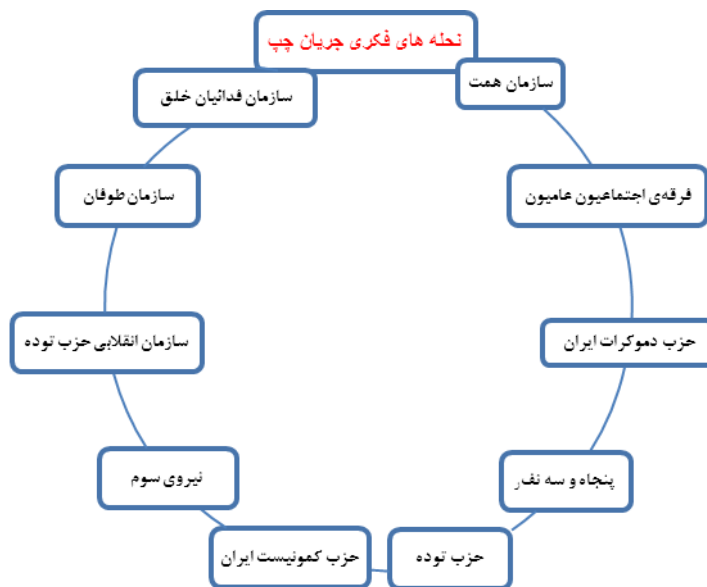 نحله های فکری جریان چپ
سازمان همت
فرقه‌ی اجتماعیون عامیون
حزب دموکرات ایران
پنجاه و سه نفر
حزب توده
حزب کمونیست ایران
نیروی سوم
سازمان انقلابی حزب توده
سازمان طوفان
سازمان فدائیان خلق